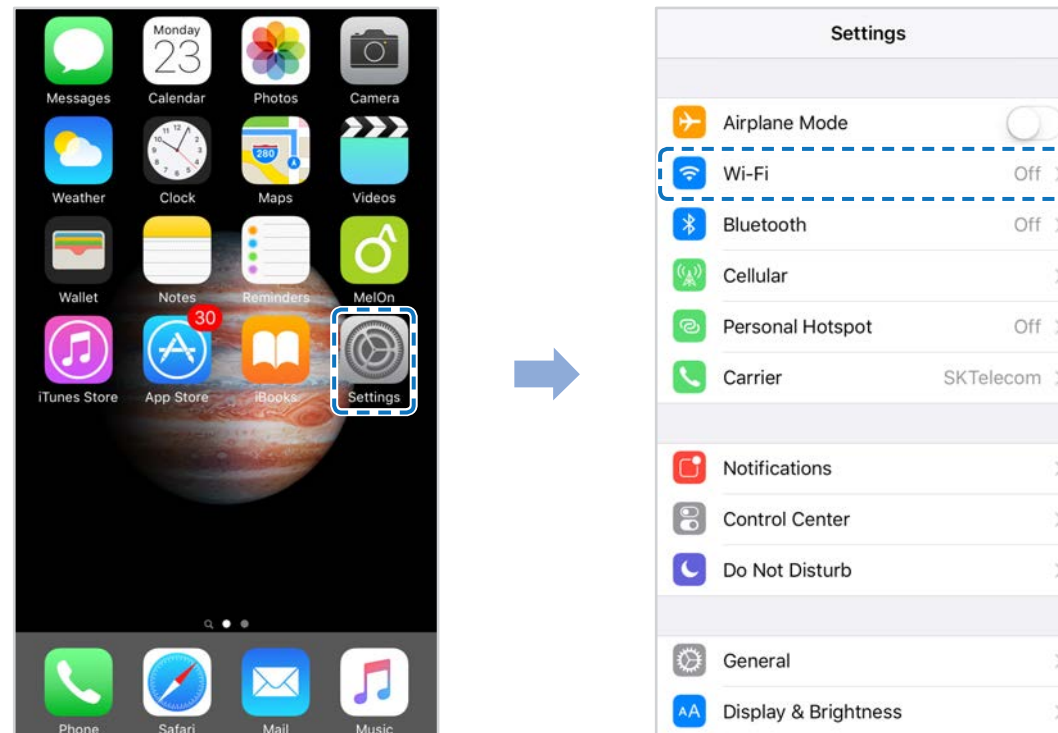 Monday
23
Messages
Calendar
Photos
Camera
280
Weather
Clock
Maps
Videos
Wallet
Notes
Reminders
MelOn
30
iTunes Store
App Store
iBooks
Settings
Phone
Safari
Mail
Music
Settings
Airplane Mode
Wi-Fi Off
Bluetooth Off
Cellular
Personal Hotspot Off
Carrier SKTelecom
Notifications
Control Center
Do Not Disturb
General
AA Display & Brightness